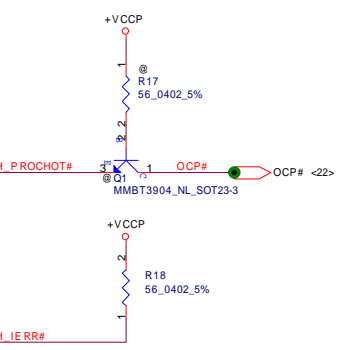 +VCCP
1
@
R17
56_0402_5%
2
2
B
H_PROCHOT#
3
E
C
1
OCP#
OCP# <22>
@
Q1
MMBT3904_NL_SOT23-3
+VCCP
2
R18
56_0402_5%
1
H_IERR#